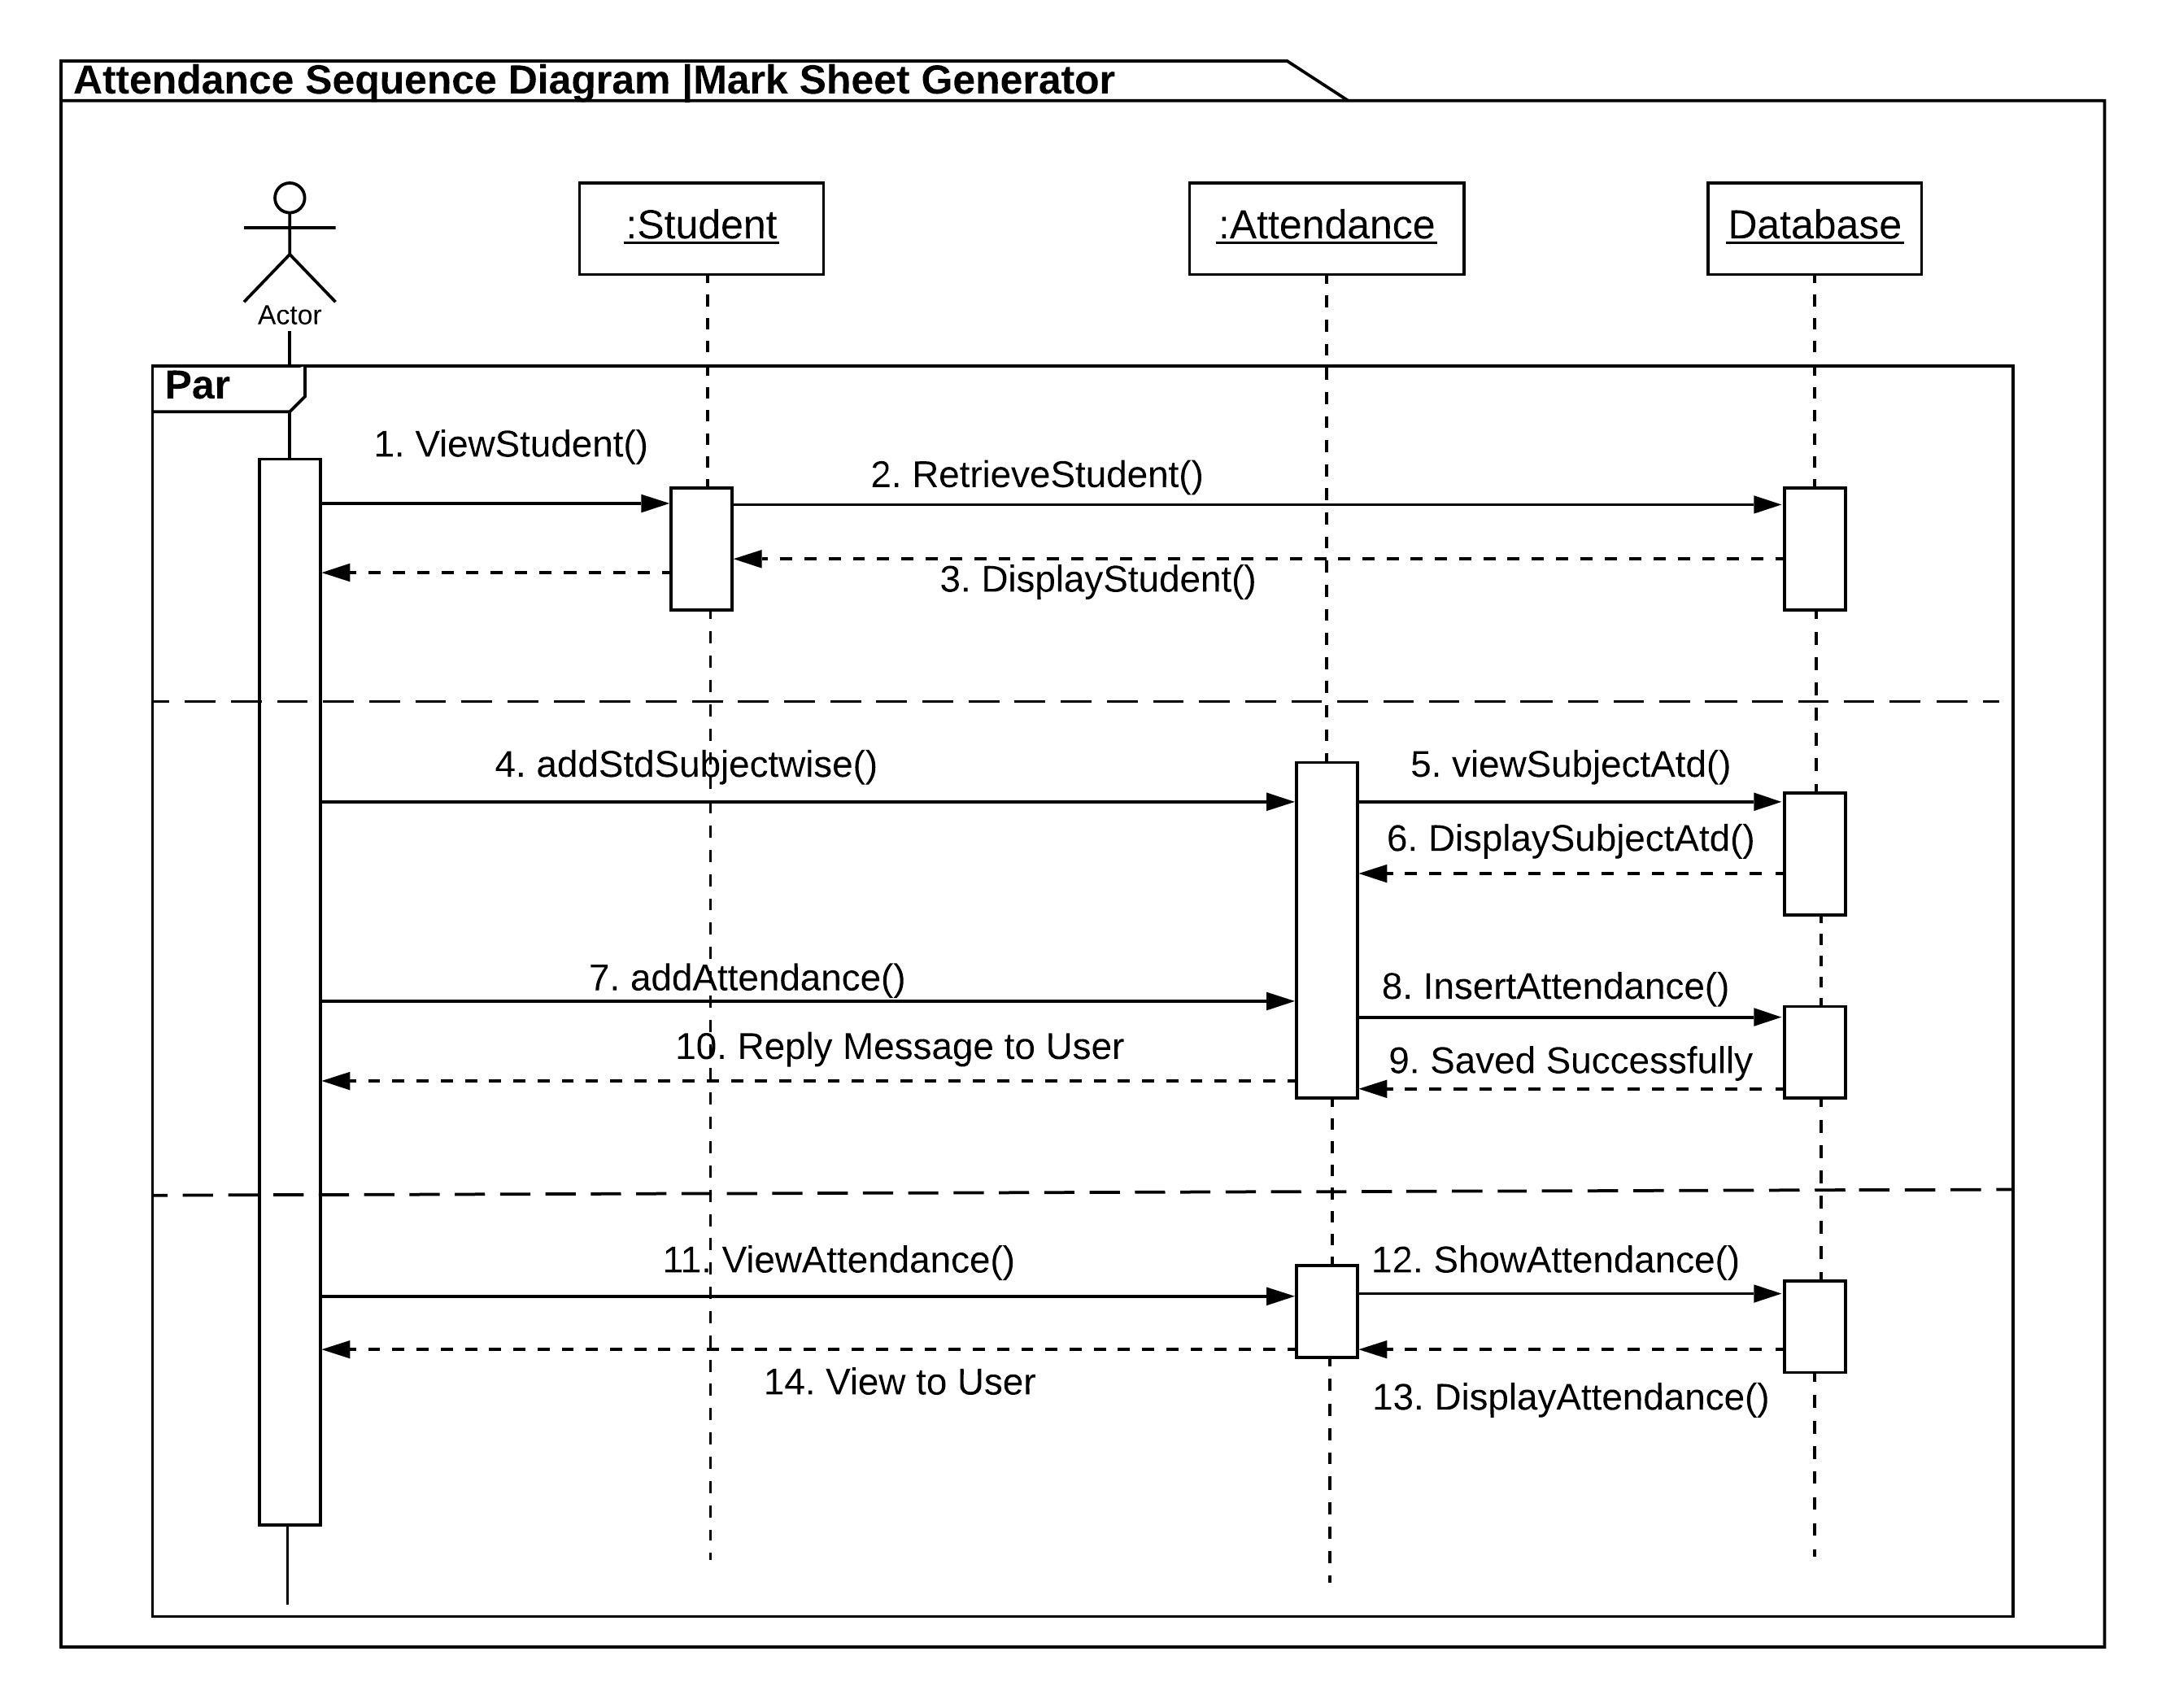 Attendance Sequence Diagram |Mark Sheet Generator
:Student
:Attendance
Database
Actor
Par
1. ViewStudent()
2. RetrieveStudent()
3. DisplayStudent()
4. addStdSubjectwise()
5. viewSubjectAtd()
6. DisplaySubjectAtd()
7. addAttendance()
8. InsertAttendance()
10. Reply Message to User
9. Saved Successfully
11. ViewAttendance()
12. ShowAttendance()
14. View to User
13. DisplayAttendance()